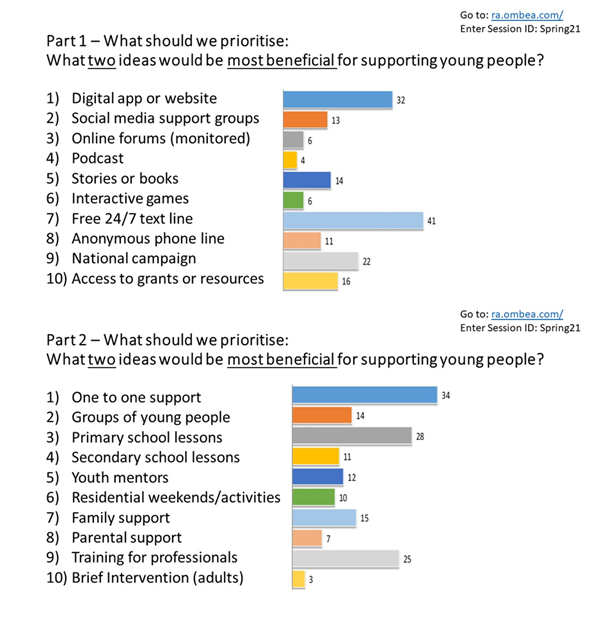 Go to: ra.ombea.com/
Enter Session ID: Spring21
Part 1 – What should we prioritise:
What two ideas would be most beneficial for supporting young people?
1) Digital app or website 32
2) Social media support groups 13
3) Online forums (monitored) 6
4) Podcast 4
5) Stories or books 14
6) Interactive games 6
7) Free 24/7 text line 41
8) Anonymous phone line 11
9) National campaign 22
10) Access to grants or resources 16
Go to: ra.ombea.com/
Enter Session ID: Spring21
Part 2 – What should we prioritise:
What two ideas would be most beneficial for supporting young people?
1) One to one support 34
2) Groups of young people 14
3) Primary school lessons 28
4) Secondary school lessons 11
5) Youth mentors 12
6) Residential weekends/activities 10
7) Family support 15
8) Parental support 7
9) Training for professionals 25
10) Brief Intervention (adults) 3